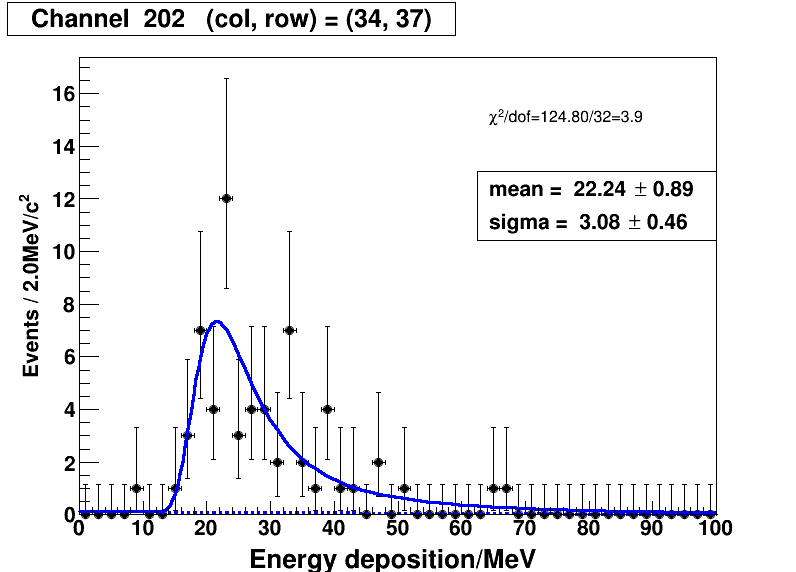 Channel 202 (col, row) = (34, 37)
χ²/dof=124.80/32=3.9
mean = 22.24 ± 0.89
sigma = 3.08 ± 0.46
Events / 2.0MeV/c²
16
14
12
10
8
6
4
2
0
0 10 20 30 40 50 60 70 80 90 100
Energy deposition/MeV